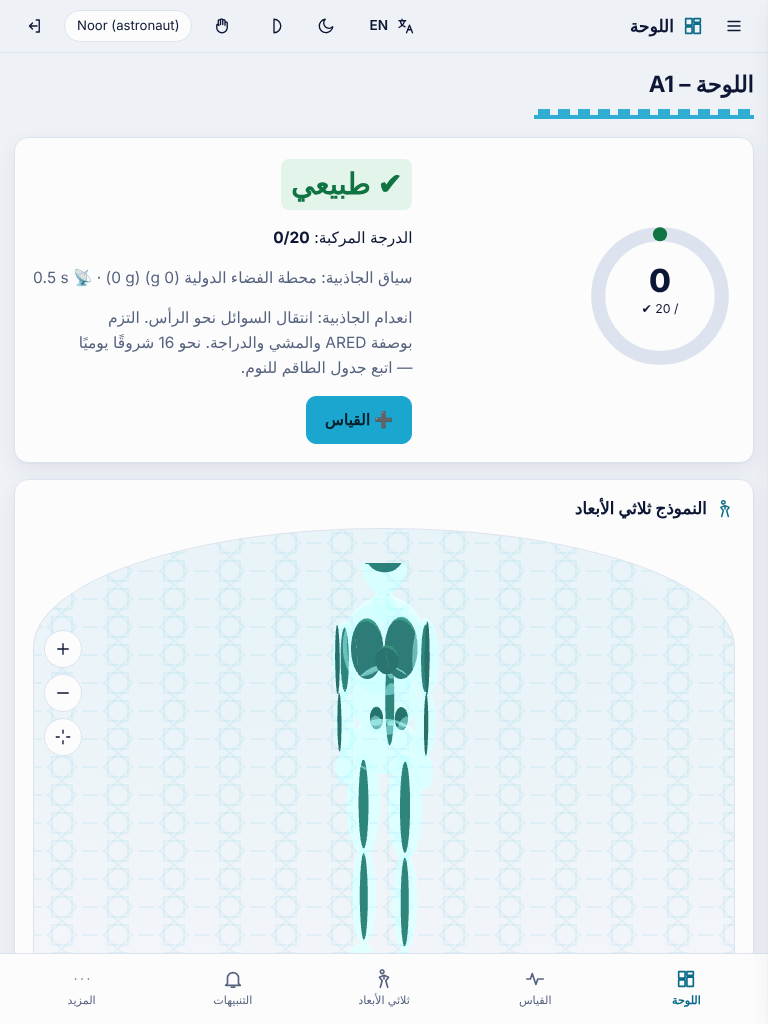 اللوحة
EN
Noor (astronaut)
اللوحة – A1
0
/ 20 ✔
✔ طبيعي
الدرجة المركبة: 0/20
سياق الجاذبية: محطة الفضاء الدولية (0 g) (0 g) · 📡 0.5 s
انعدام الجاذبية: انتقال السوائل نحو الرأس. التزم
بوصفة ARED والمشي والدراجة. نحو 16 شروقًا يوميًا
— اتبع جدول الطاقم للنوم.
➕ القياس
النموذج ثلاثي الأبعاد
اللوحة
القياس
ثلاثي الأبعاد
التنبيهات
المزيد